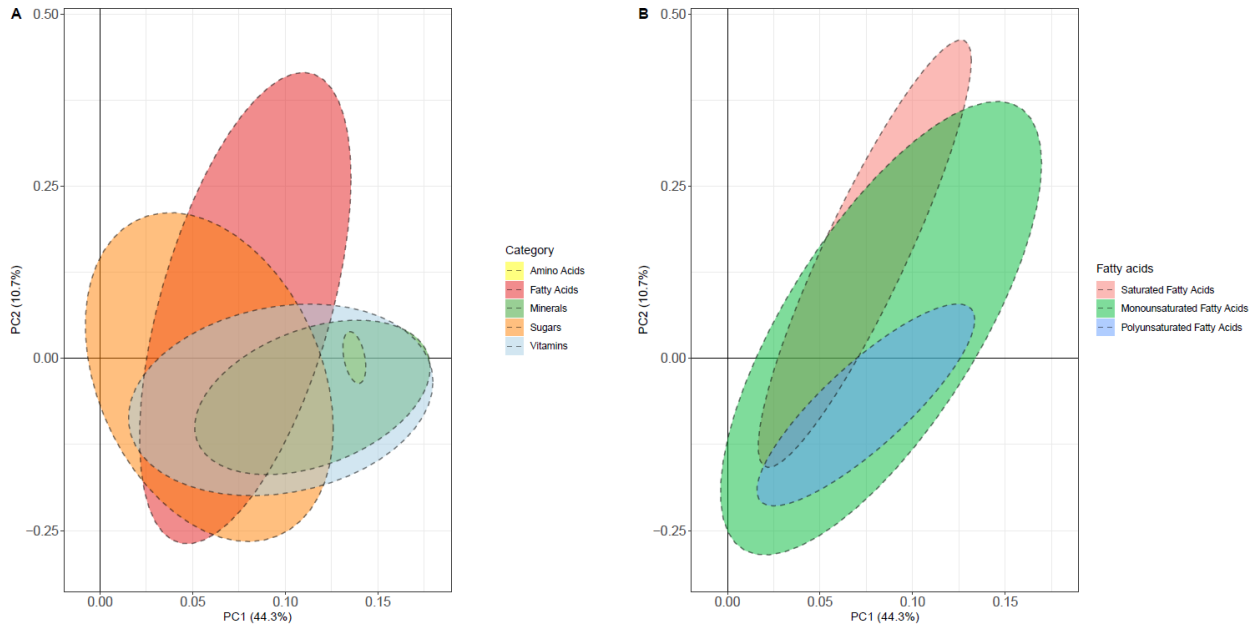 A
0.50
0.25
0.00
−0.25
0.00
0.05
0.10
0.15
PC1 (44.3%)
PC2 (10.7%)
Category
Amino Acids
Fatty Acids
Minerals
Sugars
Vitamins
B
0.50
0.25
0.00
−0.25
0.00
0.05
0.10
0.15
PC1 (44.3%)
PC2 (10.7%)
Fatty acids
Saturated Fatty Acids
Monounsaturated Fatty Acids
Polyunsaturated Fatty Acids